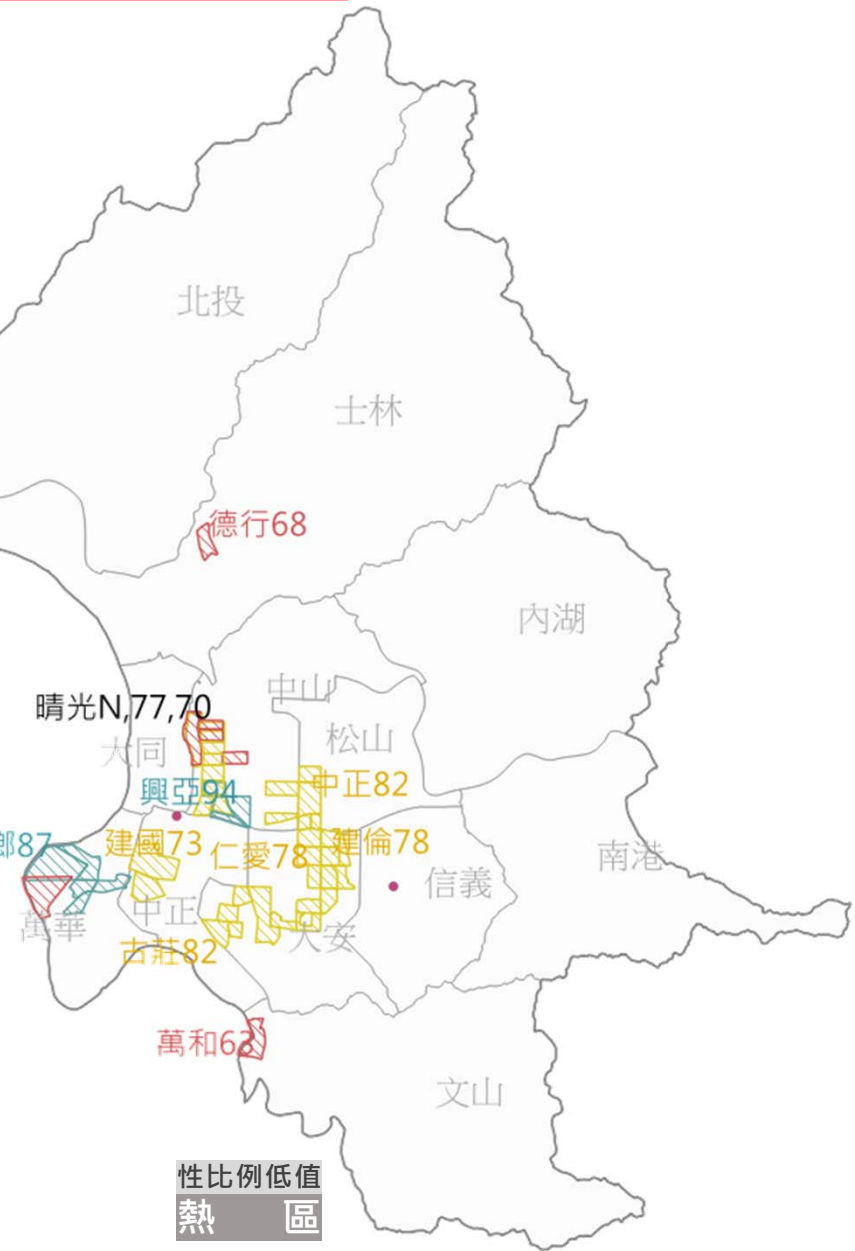 北投
士林
德行68
內湖
中山
晴光N,77,70
松山
大同
中正82
興亞94
鄉87
建國73
仁愛78
建倫78
南港
信義
萬華
中正
大安
古莊82
萬和63
文山
性比例低值
熱 區